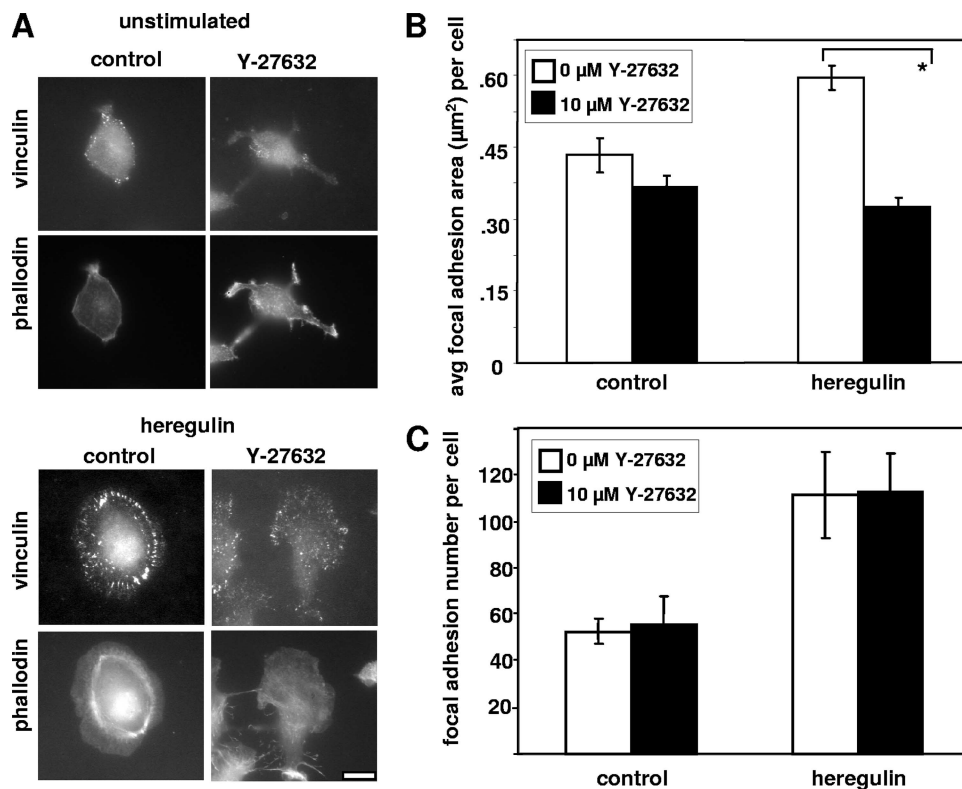 A
unstimulated
control Y-27632
vinculin
phallodin
heregulin
control Y-27632
vinculin
phallodin
B
avg focal adhesion area (µm²) per cell
0 µM Y-27632
10 µM Y-27632
*
.60
.45
.30
.15
0
control heregulin
C
focal adhesion number per cell
0 µM Y-27632
10 µM Y-27632
120
100
80
60
40
20
control heregulin